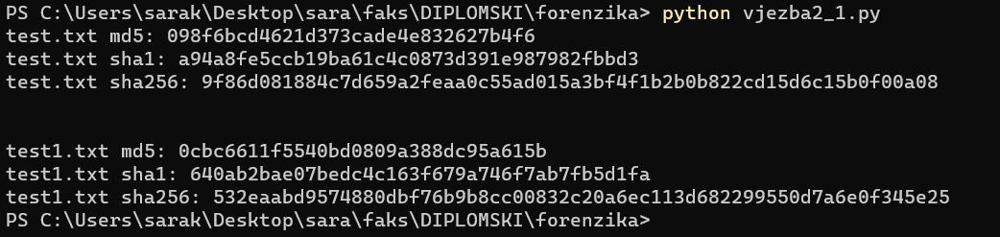 PS C:\Users\sarak\Desktop\sara\faks\DIPLOMSKI\forenzika> python vjezba2_1.py
test.txt md5: 098f6bcd4621d373cade4e832627b4f6
test.txt sha1: a94a8fe5ccb19ba61c4c0873d391e987982fbbd3
test.txt sha256: 9f86d081884c7d659a2feaa0c55ad015a3bf4f1b2b0b822cd15d6c15b0f00a08
test1.txt md5: 0cbc6611f5540bd0809a388dc95a615b
test1.txt sha1: 640ab2bae07bedc4c163f679a746f7ab7fb5d1fa
test1.txt sha256: 532eaabd9574880dbf76b9b8cc00832c20a6ec113d682299550d7a6e0f345e25
PS C:\Users\sarak\Desktop\sara\faks\DIPLOMSKI\forenzika>